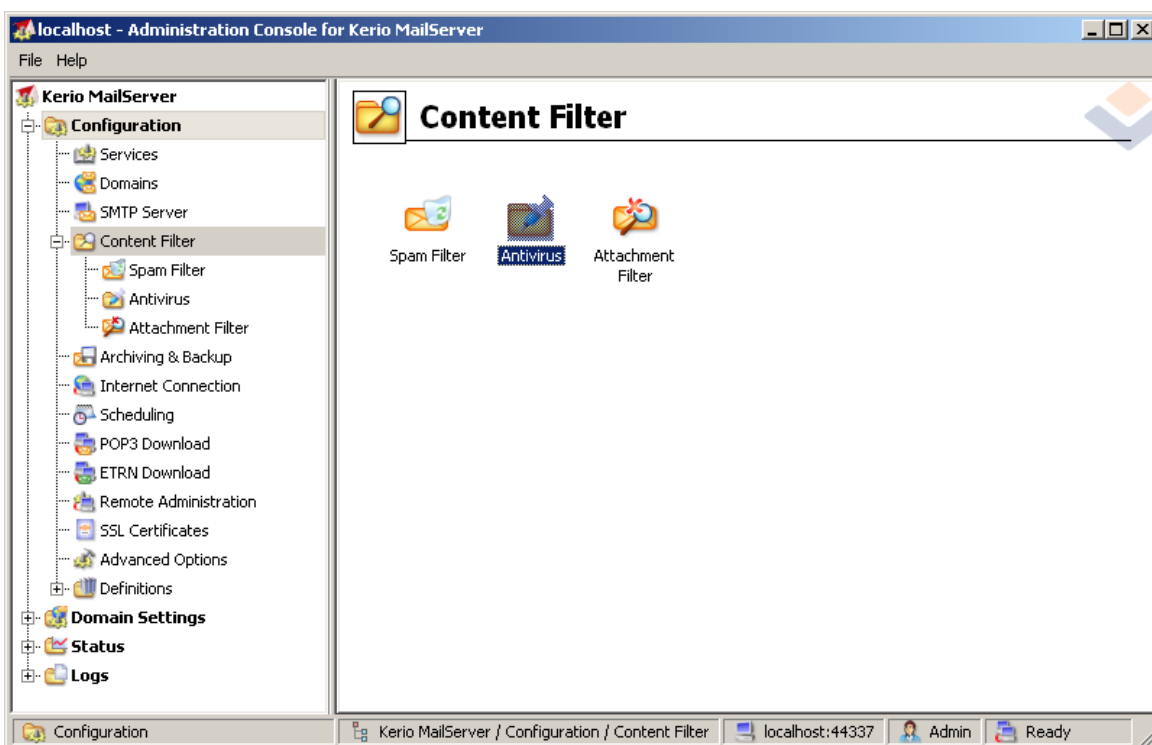 localhost - Administration Console for Kerio MailServer
File Help
Kerio MailServer
Configuration
Services
Domains
SMTP Server
Content Filter
Spam Filter
Antivirus
Attachment Filter
Archiving & Backup
Internet Connection
Scheduling
POP3 Download
ETRN Download
Remote Administration
SSL Certificates
Advanced Options
Definitions
Domain Settings
Status
Logs
Content Filter
Spam Filter
Antivirus
Attachment
Filter
Configuration
Kerio MailServer / Configuration / Content Filter
localhost:44337
Admin
Ready